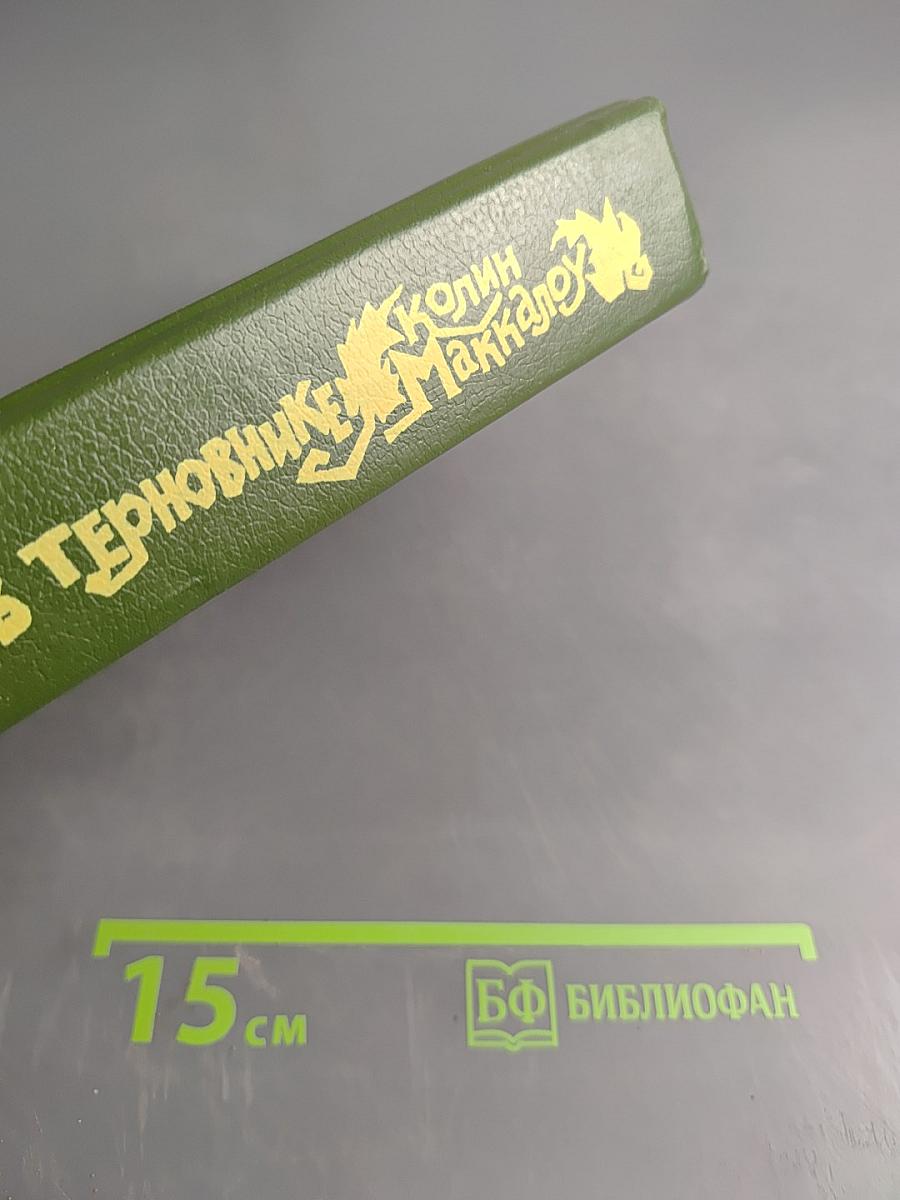 КОЛИН
МаккалОУ
В ТЕРНОВНИКЕ
15 см
БФ БИБЛИОФАН